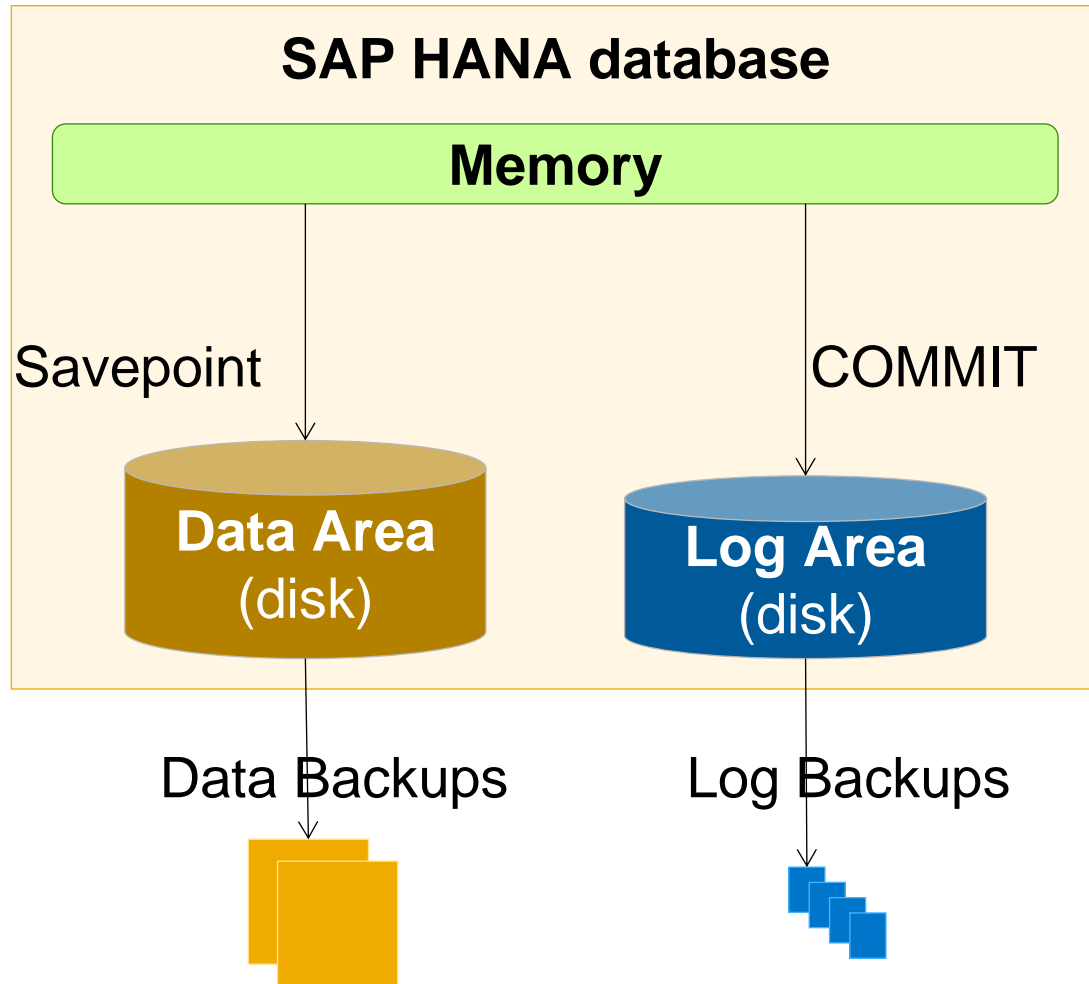 SAP HANA database
Memory
Savepoint
COMMIT
Data Area
(disk)
Log Area
(disk)
Data Backups
Log Backups